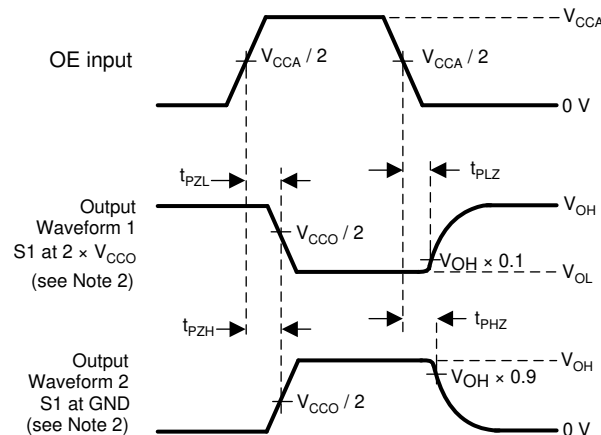 V_CCA
OE input
V_CCA / 2
V_CCA / 2
0 V
t_PZL
t_PLZ
Output
Waveform 1
S1 at 2 × V_CCO
(see Note 2)
V_OH
V_CCO / 2
V_OH × 0.1
V_OL
t_PZH
t_PHZ
Output
Waveform 2
S1 at GND
(see Note 2)
V_OH
V_OH × 0.9
V_CCO / 2
0 V